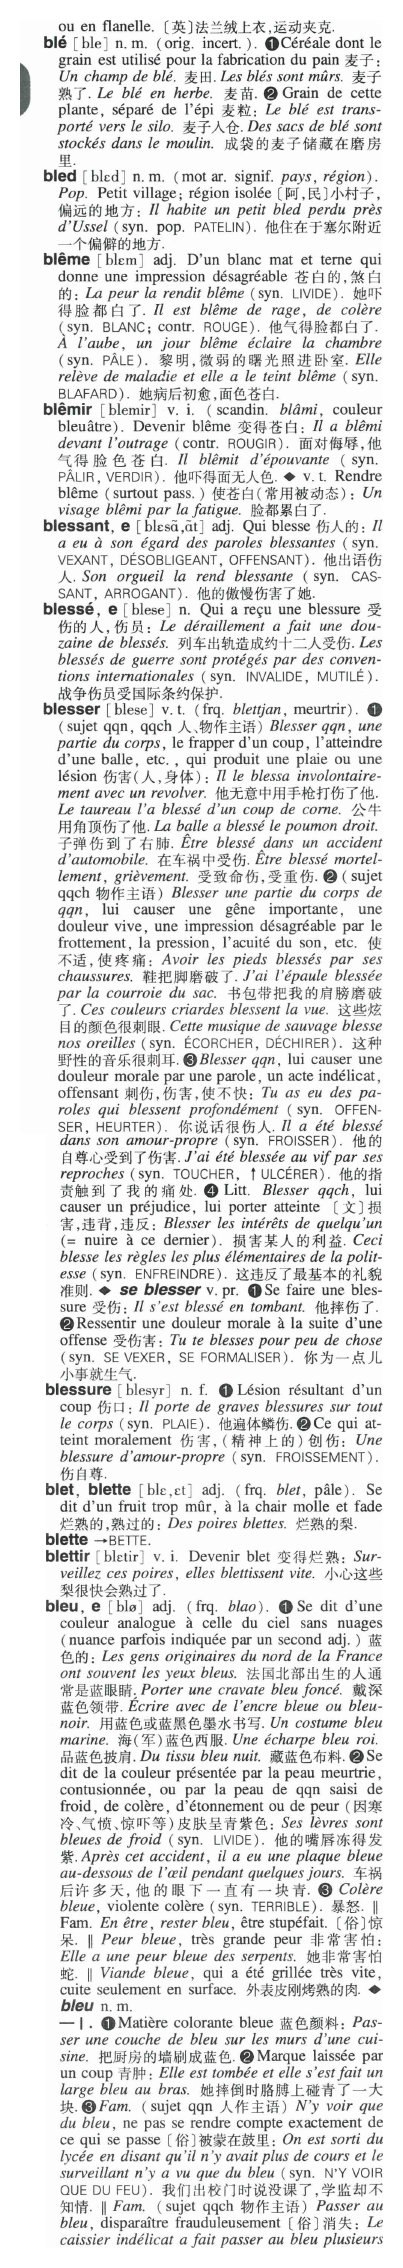 ou en flanelle. 〔英〕法兰绒上衣,运动夹克.
blé [ble] n. m. (orig. incert.). ❶Céréale dont le
grain est utilisé pour la fabrication du pain 麦子:
Un champ de blé. 麦田. Les blés sont mûrs. 麦子
熟了. Le blé en herbe. 麦苗. ❷ Grain de cette
plante, séparé de l'épi 麦粒: Le blé est trans-
porté vers le silo. 麦子入仓. Des sacs de blé sont
stockés dans le moulin. 成袋的麦子储藏在磨房
里.
bled [blɛd] n. m. (mot ar. signif. pays, région).
Pop. Petit village; région isolée〔阿,民〕小村子,
偏远的地方: Il habite un petit bled perdu près
d'Ussel (syn. pop. PATELIN). 他住在于塞尔附近
一个偏僻的地方.
blême [blɛm] adj. D'un blanc mat et terne qui
donne une impression désagréable 苍白的,煞白
的: La peur la rendit blême (syn. LIVIDE). 她吓
得脸都白了. Il est blême de rage, de colère
(syn. BLANC; contr. ROUGE). 他气得脸都白了.
À l'aube, un jour blême éclaire la chambre
(syn. PÂLE). 黎明,微弱的曙光照进卧室. Elle
relève de maladie et elle a le teint blême (syn.
BLAFARD). 她病后初愈,面色苍白.
blêmir [blemir] v. i. (scandin. blâmi, couleur
bleuâtre). Devenir blême 变得苍白: Il a blêmi
devant l'outrage (contr. ROUGIR). 面对侮辱,他
气得脸色苍白. Il blêmit d'épouvante (syn.
PÂLIR, VERDIR). 他吓得面无人色. ◆ v. t. Rendre
blême (surtout pass.) 使苍白(常用被动态): Un
visage blêmi par la fatigue. 脸都累白了.
blessant, e [blɛsɑ̃,ɑ̃t] adj. Qui blesse 伤人的: Il
a eu à son égard des paroles blessantes (syn.
VEXANT, DÉSOBLIGEANT, OFFENSANT). 他出语伤
人. Son orgueil la rend blessante (syn. CAS-
SANT, ARROGANT). 他的傲慢伤害了她.
blessé, e [blese] n. Qui a reçu une blessure 受
伤的人,伤员: Le déraillement a fait une dou-
zaine de blessés. 列车出轨造成约十二人受伤. Les
blessés de guerre sont protégés par des conven-
tions internationales (syn. INVALIDE, MUTILÉ).
战争伤员受国际条约保护.
blesser [blese] v. t. (frq. blettjan, meurtrir). ❶
(sujet qqn, qqch 人、物作主语) Blesser qqn, une
partie du corps, le frapper d'un coup, l'atteindre
d'une balle, etc., qui produit une plaie ou une
lésion 伤害(人,身体): Il le blessa involontaire-
ment avec un revolver. 他无意中用手枪打伤了他.
Le taureau l'a blessé d'un coup de corne. 公牛
用角顶伤了他. La balle a blessé le poumon droit.
子弹伤到了右肺. Être blessé dans un accident
d'automobile. 在车祸中受伤. Être blessé mortel-
lement, grièvement. 受致命伤,受重伤. ❷ (sujet
qqch 物作主语) Blesser une partie du corps de
qqn, lui causer une gêne importante, une
douleur vive, une impression désagréable par le
frottement, la pression, l'acuité du son, etc. 使
不适,使疼痛: Avoir les pieds blessés par ses
chaussures. 鞋把脚磨破了. J'ai l'épaule blessée
par la courroie du sac. 书包带把我的肩膀磨破
了. Ces couleurs criardes blessent la vue. 这些炫
目的颜色很刺眼. Cette musique de sauvage blesse
nos oreilles (syn. ÉCORCHER, DÉCHIRER). 这种
野性的音乐很刺耳. ❸Blesser qqn, lui causer une
douleur morale par une parole, un acte indélicat,
offensant 刺伤,伤害,使不快: Tu as eu des pa-
roles qui blessent profondément (syn. OFFEN-
SER, HEURTER). 你说话很伤人. Il a été blessé
dans son amour-propre (syn. FROISSER). 他的
自尊心受到了伤害. J'ai été blessée au vif par ses
reproches (syn. TOUCHER, ↑ULCÉRER). 他的指
责触到了我的痛处. ❹ Litt. Blesser qqch, lui
causer un préjudice, lui porter atteinte 〔文〕损
害,违背,违反: Blesser les intérêts de quelqu'un
(= nuire à ce dernier). 损害某人的利益. Ceci
blesse les règles les plus élémentaires de la polit-
esse (syn. ENFREINDRE). 这违反了最基本的礼貌
准则. ◆ se blesser v. pr. ❶Se faire une bles-
sure 受伤: Il s'est blessé en tombant. 他摔伤了.
❷Ressentir une douleur morale à la suite d'une
offense 受伤害: Tu te blesses pour peu de chose
(syn. SE VEXER, SE FORMALISER). 你为一点儿
小事就生气.
blessure [blesyr] n. f. ❶ Lésion résultant d'un
coup 伤口: Il porte de graves blessures sur tout
le corps (syn. PLAIE). 他遍体鳞伤. ❷Ce qui at-
teint moralement 伤害,(精神上的)创伤: Une
blessure d'amour-propre (syn. FROISSEMENT).
伤自尊.
blet, blette [blɛ,ɛt] adj. (frq. blet, pâle). Se
dit d'un fruit trop mûr, à la chair molle et fade
烂熟的,熟过的: Des poires blettes. 烂熟的梨.
blette →BETTE.
blettir [blɛtir] v. i. Devenir blet 变得烂熟: Sur-
veillez ces poires, elles blettissent vite. 小心这些
梨很快会熟过了.
bleu, e [blø] adj. (frq. blao). ❶Se dit d'une
couleur analogue à celle du ciel sans nuages
(nuance parfois indiquée par un second adj.) 蓝
色的: Les gens originaires du nord de la France
ont souvent les yeux bleus. 法国北部出生的人通
常是蓝眼睛. Porter une cravate bleu foncé. 戴深
蓝色领带. Écrire avec de l'encre bleue ou bleu-
noir. 用蓝色或蓝黑色墨水书写. Un costume bleu
marine. 海(军)蓝色西服. Une écharpe bleu roi.
品蓝色披肩. Du tissu bleu nuit. 藏蓝色布料. ❷Se
dit de la couleur présentée par la peau meurtrie,
contusionnée, ou par la peau de qqn saisi de
froid, de colère, d'étonnement ou de peur (因寒
冷、气愤、惊吓等)皮肤呈青紫色: Ses lèvres sont
bleues de froid (syn. LIVIDE). 他的嘴唇冻得发
紫. Après cet accident, il a eu une plaque bleue
au-dessous de l'œil pendant quelques jours. 车祸
后许多天,他的眼下一直有一块青. ❸ Colère
bleue, violente colère (syn. TERRIBLE). 暴怒. ‖
Fam. En être, rester bleu, être stupéfait. 〔俗〕惊
呆. ‖ Peur bleue, très grande peur 非常害怕:
Elle a une peur bleue des serpents. 她非常害怕
蛇. ‖ Viande bleue, qui a été grillée très vite,
cuite seulement en surface. 外表皮刚烤熟的肉. ◆
bleu n. m.
—Ⅰ. ❶Matière colorante bleue 蓝色颜料: Pas-
ser une couche de bleu sur les murs d'une cui-
sine. 把厨房的墙刷成蓝色. ❷Marque laissée par
un coup 青肿: Elle est tombée et elle s'est fait un
large bleu au bras. 她摔倒时胳膊上碰青了一大
块. ❸Fam. (sujet qqn 人作主语) N'y voir que
du bleu, ne pas se rendre compte exactement de
ce qui se passe〔俗〕被蒙在鼓里: On est sorti du
lycée en disant qu'il n'y avait plus de cours et le
surveillant n'y a vu que du bleu (syn. N'Y VOIR
QUE DU FEU). 我们出校门时说没课了,学监却不
知情. ‖ Fam. (sujet qqch 物作主语) Passer au
bleu, disparaître frauduleusement〔俗〕消失: Le
caissier indélicat a fait passer au bleu plusieurs